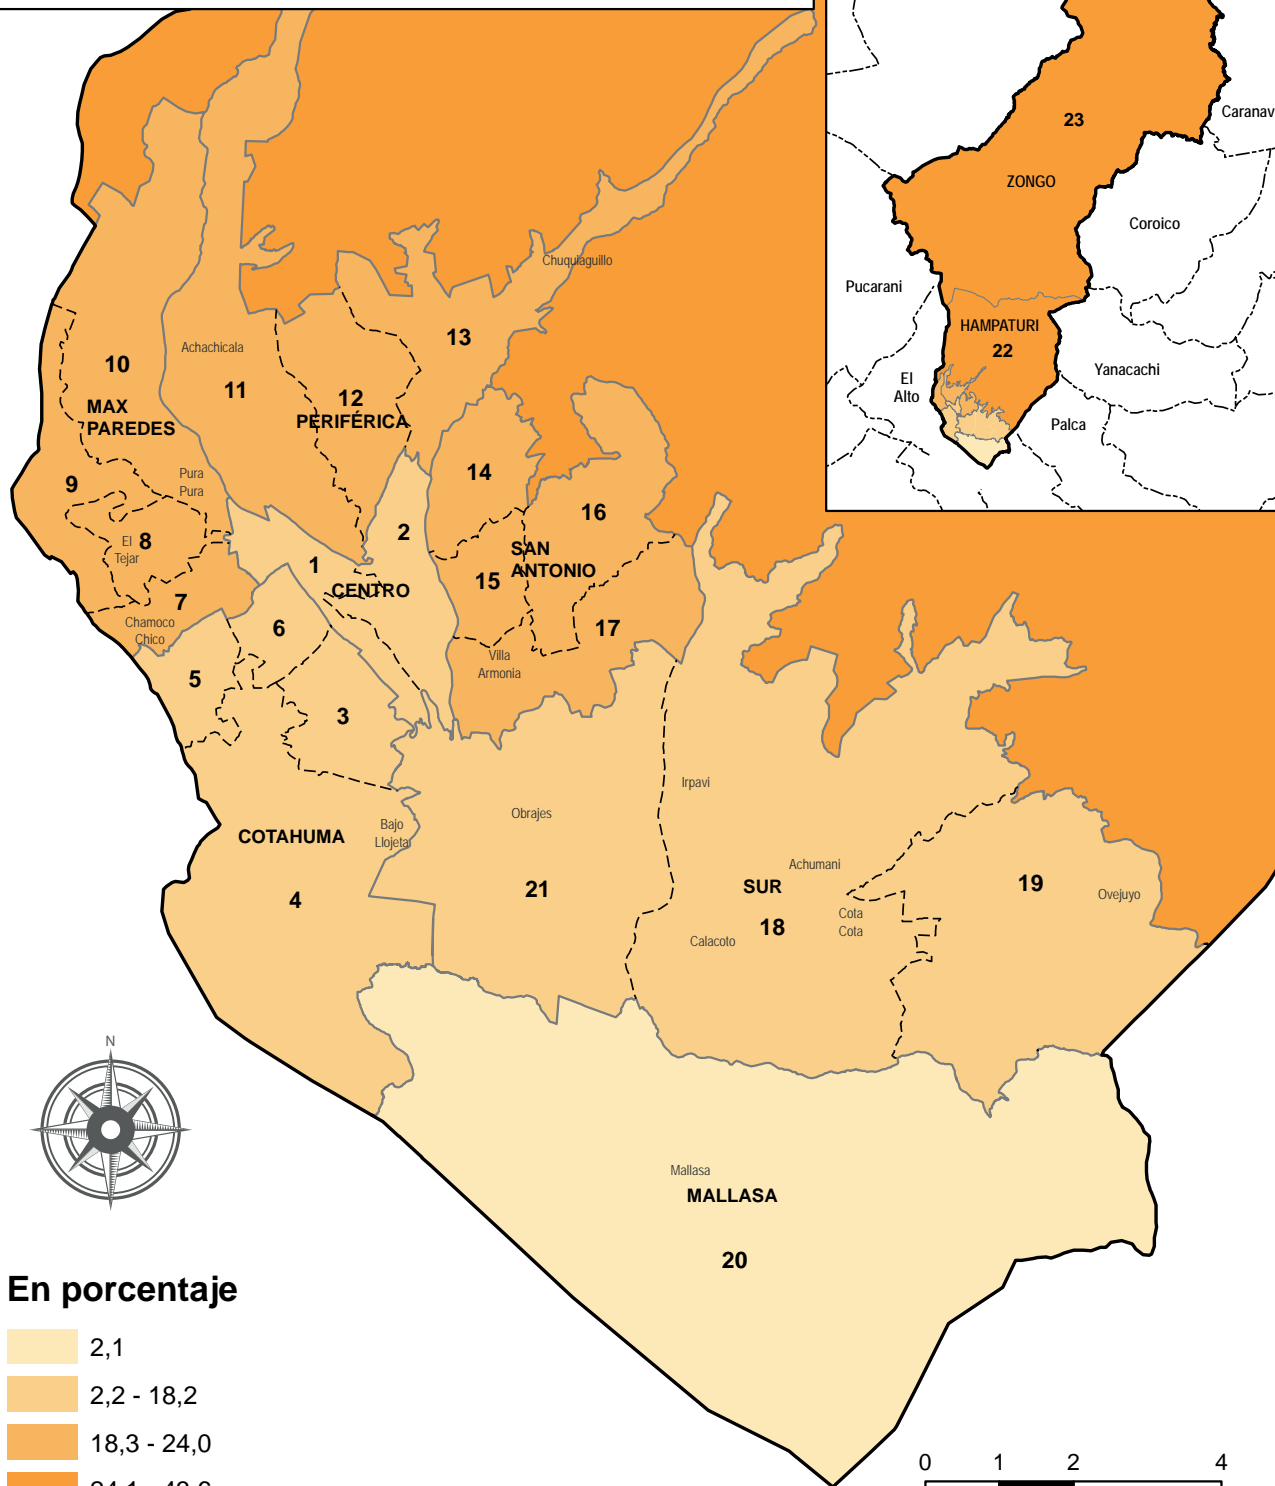 Caranav
23
ZONGO
Coroico
Pucarani
HAMPATURI
22
Yanacachi
El
Alto
Palca
Chuquiaguillo
13
Achachicala
10
11
12
PERIFÉRICA
MAX
PAREDES
14
Pura
Pura
9
16
2
El
Tejar
8
SAN
ANTONIO
1
CENTRO
15
7
Chamoco
Chico
6
17
Villa
Armonia
5
3
Irpavi
Obrajes
Bajo
Llojeta
COTAHUMA
Achumani
SUR
19
21
Ovejuyo
4
Cota
Cota
18
Calacoto
N
Mallasa
MALLASA
20
En porcentaje
2,1
2,2 - 18,2
18,3 - 24,0
0 1 2 4